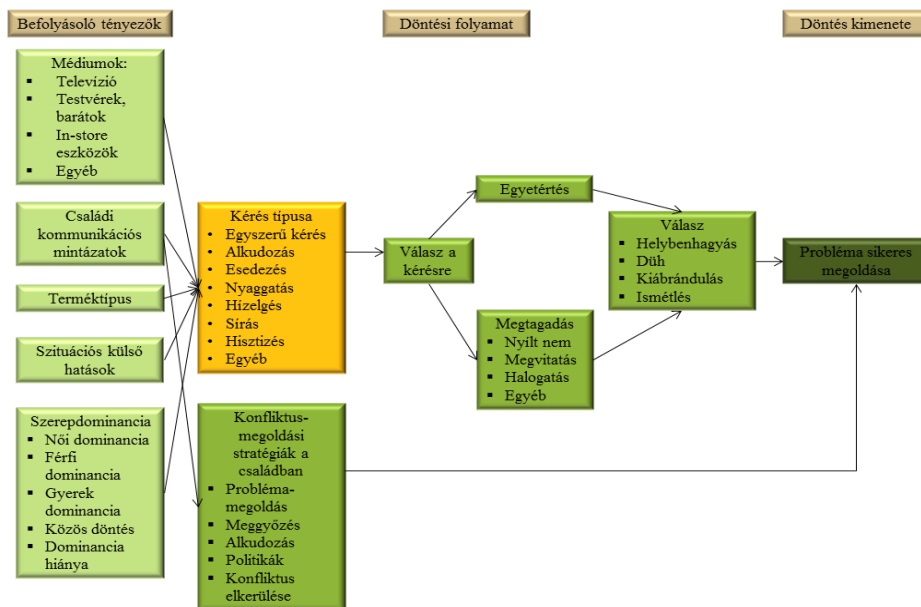 Befolyásoló tényezők
Döntési folyamat
Döntés kimenete
Médiumok:
▪ Televízió
▪ Testvérek,
barátok
▪ In-store
eszközök
▪ Egyéb
Családi
kommunikációs
mintázatok
Terméktípus
Szituációs külső
hatások
Szerepdominancia
▪ Női dominancia
▪ Férfi
dominancia
▪ Gyerek
dominancia
▪ Közös döntés
▪ Dominancia
hiánya
Kérés típusa
• Egyszerű kérés
• Alkudozás
• Esedezés
• Nyaggatás
• Hízelgés
• Sírás
• Hisztizés
• Egyéb
Konfliktus-
megoldási
stratégiák a
családban
▪ Probléma-
megoldás
▪ Meggyőzés
▪ Alkudozás
▪ Politikák
▪ Konfliktus
elkerülése
Válasz a
kérésre
Egyetértés
Megtagadás
▪ Nyílt nem
▪ Megvitatás
▪ Halogatás
▪ Egyéb
Válasz
▪ Helybenhagyás
▪ Düh
▪ Kiábrándulás
▪ Ismétlés
Probléma sikeres
megoldása